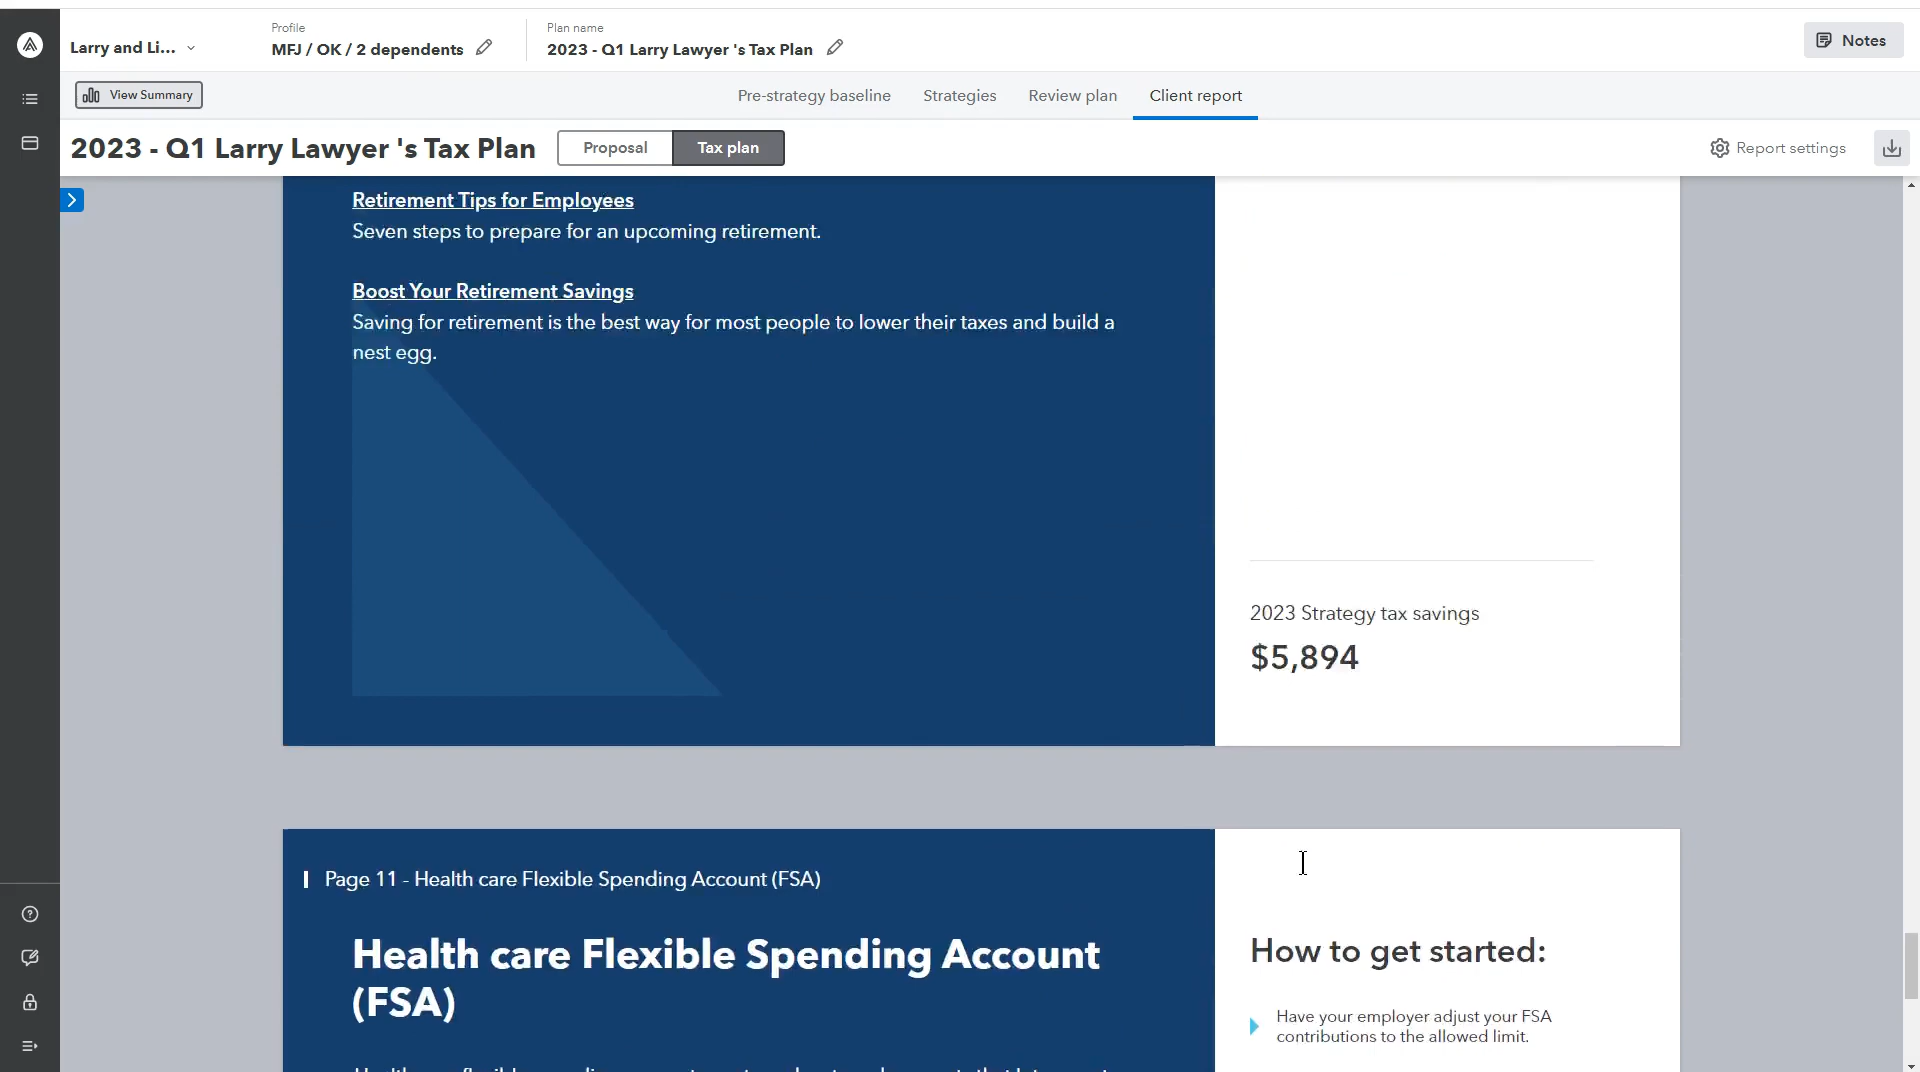 Larry and Li...
Profile
MFJ / OK / 2 dependents
Plan name
2023 - Q1 Larry Lawyer 's Tax Plan
Notes
View Summary
Pre-strategy baseline
Strategies
Review plan
Client report
2023 - Q1 Larry Lawyer 's Tax Plan
Proposal
Tax plan
Report settings
Retirement Tips for Employees
Seven steps to prepare for an upcoming retirement.
Boost Your Retirement Savings
Saving for retirement is the best way for most people to lower their taxes and build a
nest egg.
2023 Strategy tax savings
$5,894
Page 11 - Health care Flexible Spending Account (FSA)
Health care Flexible Spending Account
(FSA)
How to get started:
Have your employer adjust your FSA
contributions to the allowed limit.